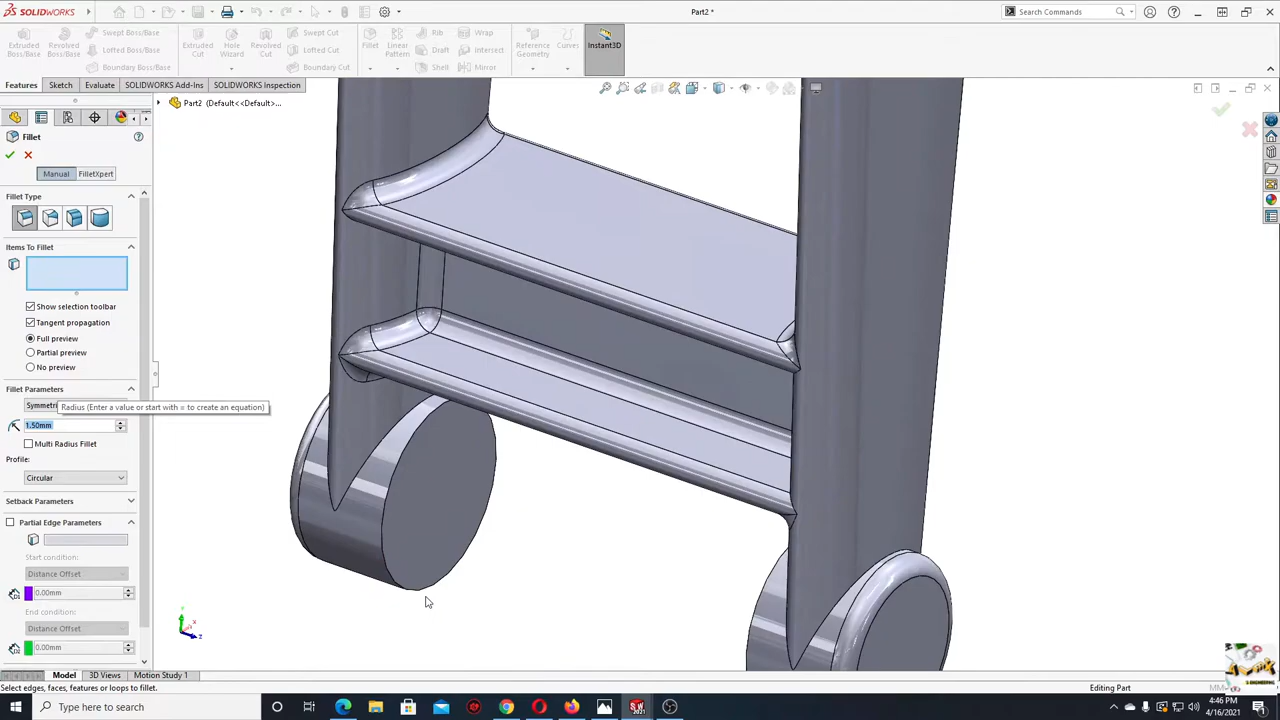 SOLIDWORKS
Part2 *
Search Commands
Extruded Boss/Base
Revolved Boss/Base
Swept Boss/Base
Lofted Boss/Base
Boundary Boss/Base
Extruded Cut
Hole Wizard
Revolved Cut
Swept Cut
Lofted Cut
Boundary Cut
Fillet
Linear Pattern
Rib
Draft
Shell
Wrap
Intersect
Mirror
Reference Geometry
Curves
Instant3D
Features
Sketch
Evaluate
SOLIDWORKS Add-Ins
SOLIDWORKS Inspection
Part2 (Default<<Default>...
Fillet
Manual
FilletXpert
Fillet Type
Items To Fillet
Show selection toolbar
Tangent propagation
Full preview
Partial preview
No preview
Fillet Parameters
Symmetri
Radius (Enter a value or start with = to create an equation)
1.50mm
Multi Radius Fillet
Profile:
Circular
Setback Parameters
Partial Edge Parameters
Start condition:
Distance Offset
0.00mm
End condition:
Distance Offset
0.00mm
Model
3D Views
Motion Study 1
Select edges, faces, features or loops to fillet.
Editing Part
Type here to search
4:46 PM
4/16/2021